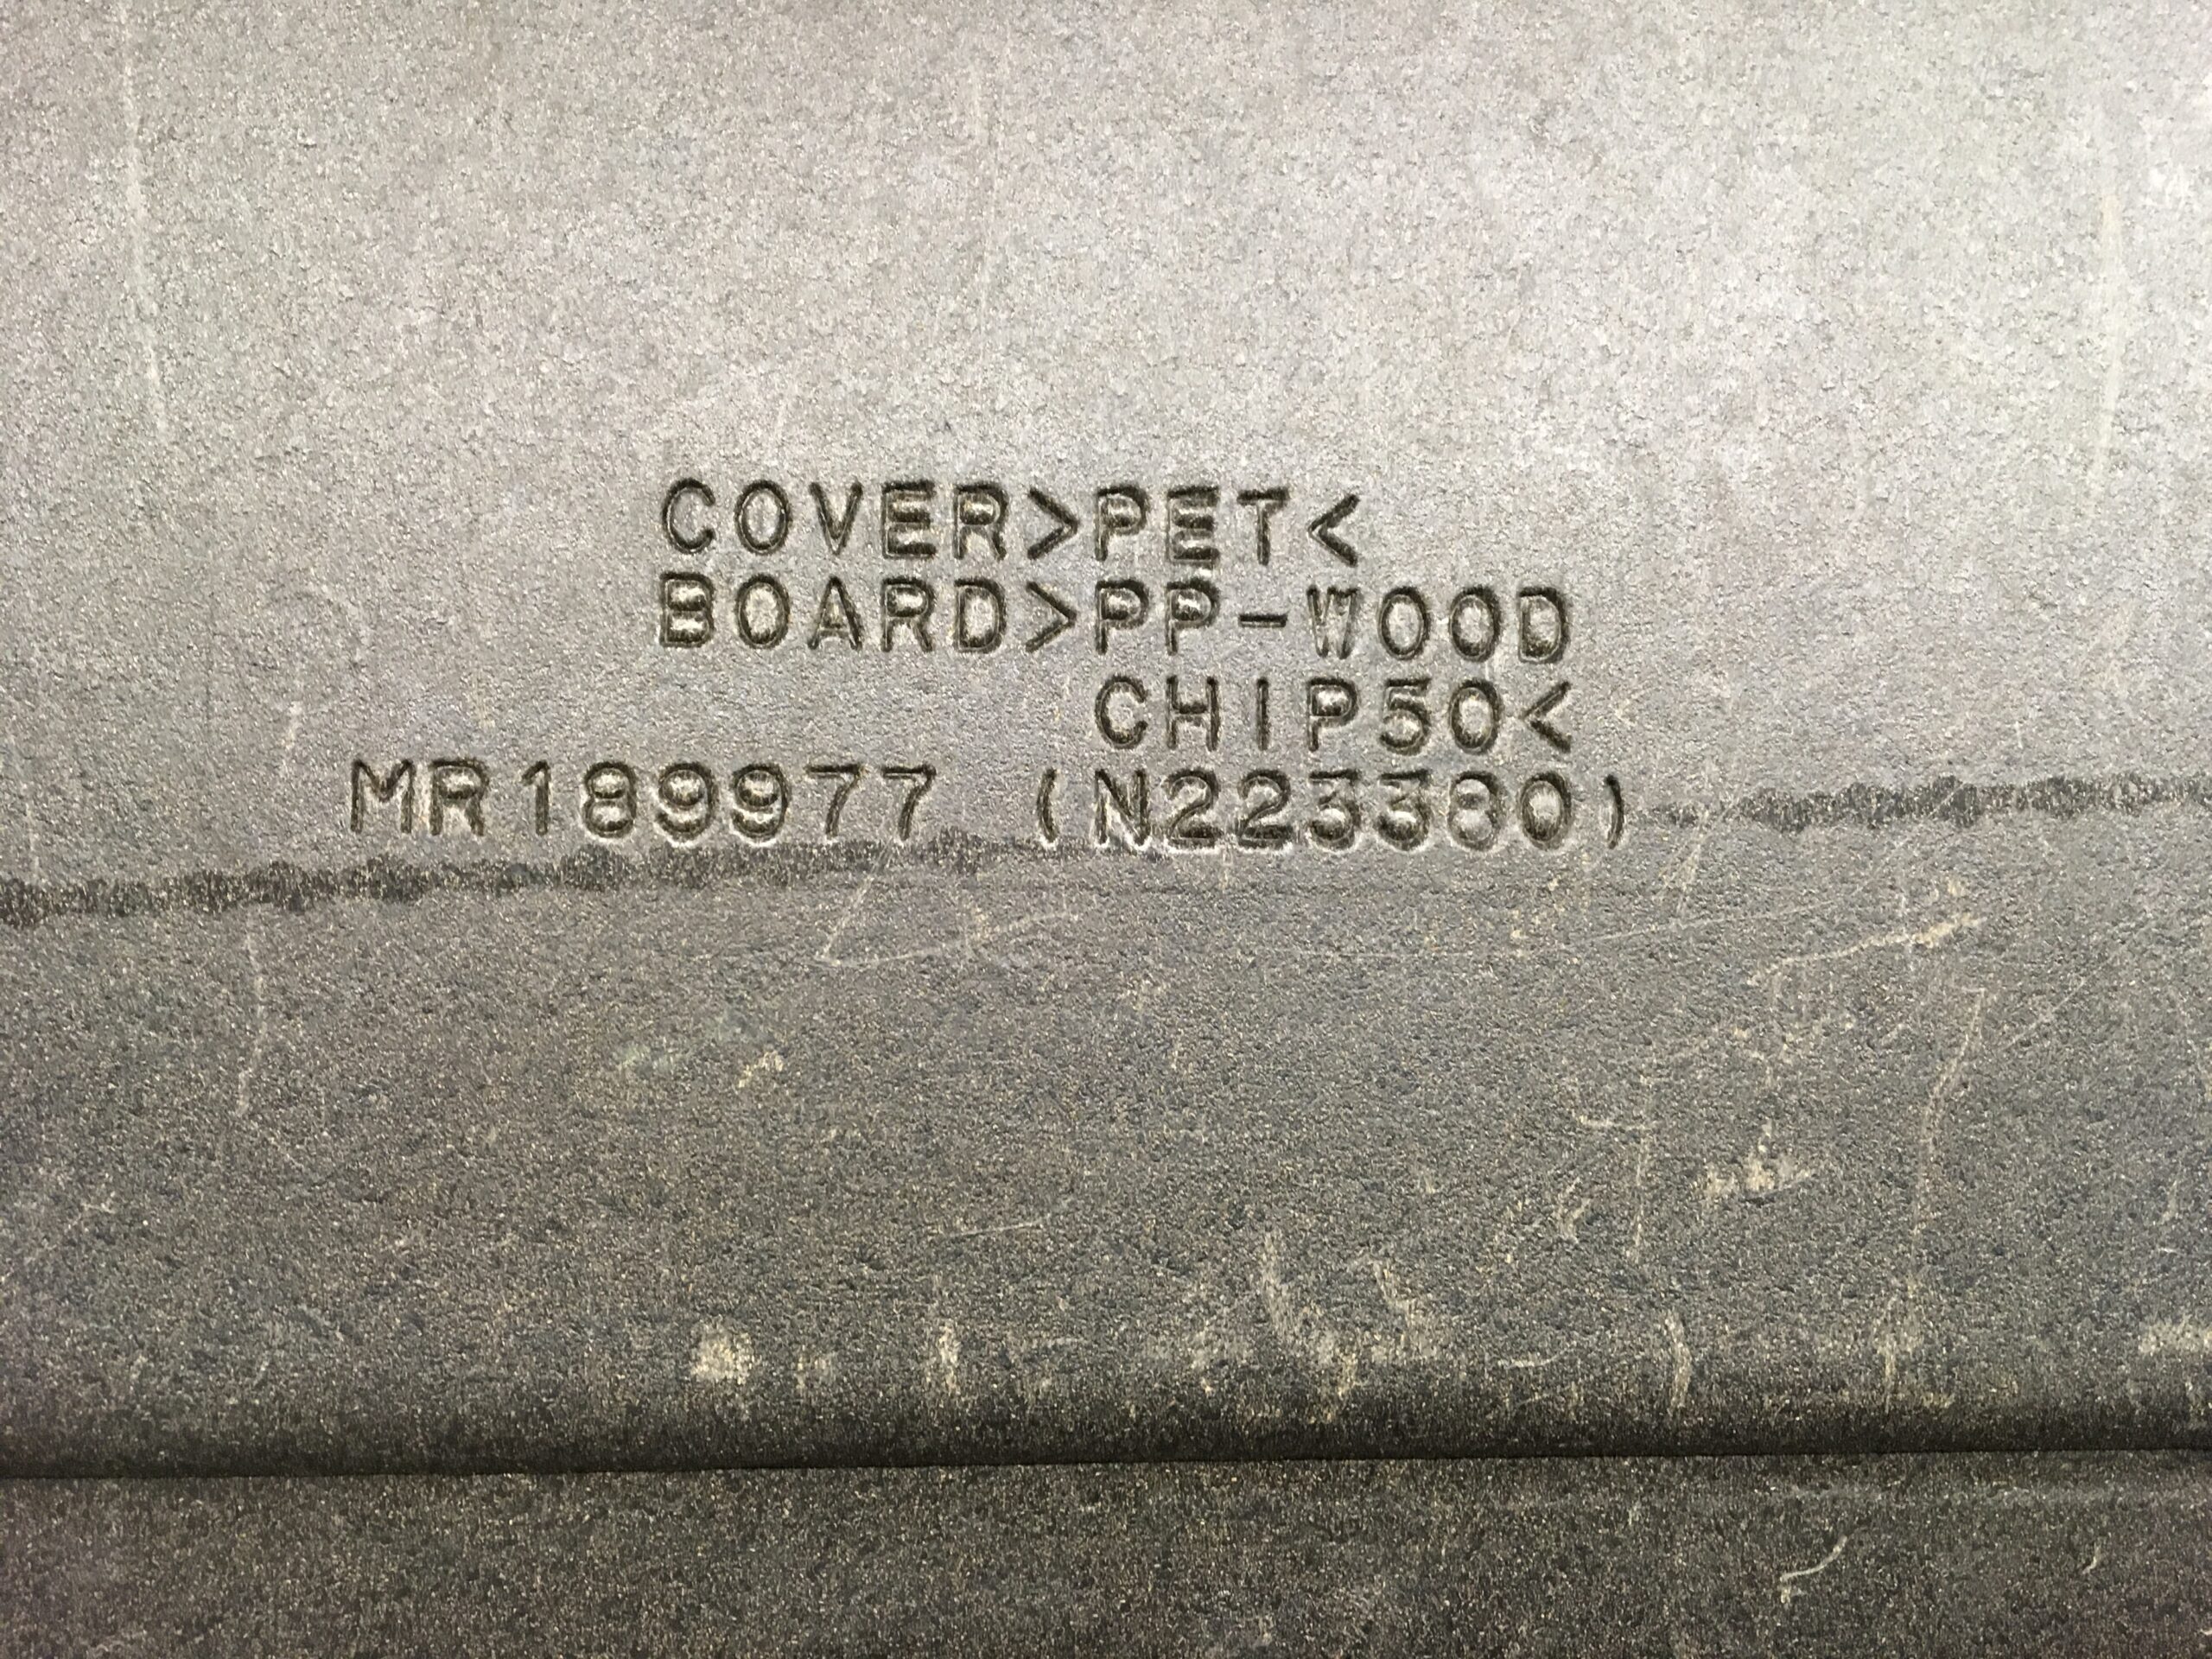 COVER>PET<
BOARD>PP-WOOD
CHIP50<
MR189977 (N223380)